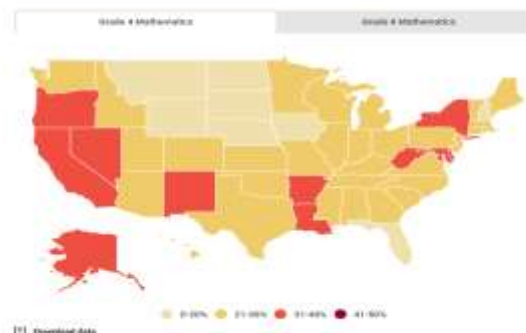 Grade 4 Mathematics
Grade 8 Mathematics
0-20%
21-30%
31-40%
41-50%
Download data